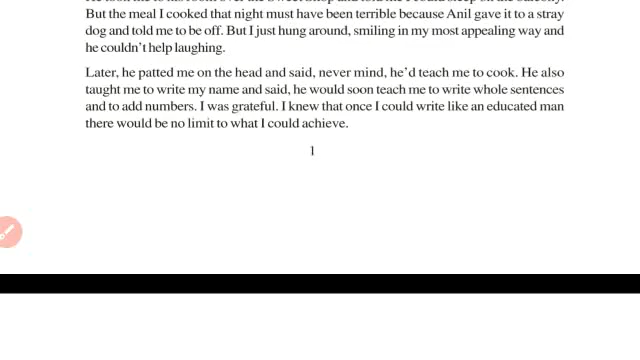 But the meal I cooked that night must have been terrible because Anil gave it to a stray
dog and told me to be off. But I just hung around, smiling in my most appealing way and
he couldn't help laughing.
Later, he patted me on the head and said, never mind, he'd teach me to cook. He also
taught me to write my name and said, he would soon teach me to write whole sentences
and to add numbers. I was grateful. I knew that once I could write like an educated man
there would be no limit to what I could achieve.
1